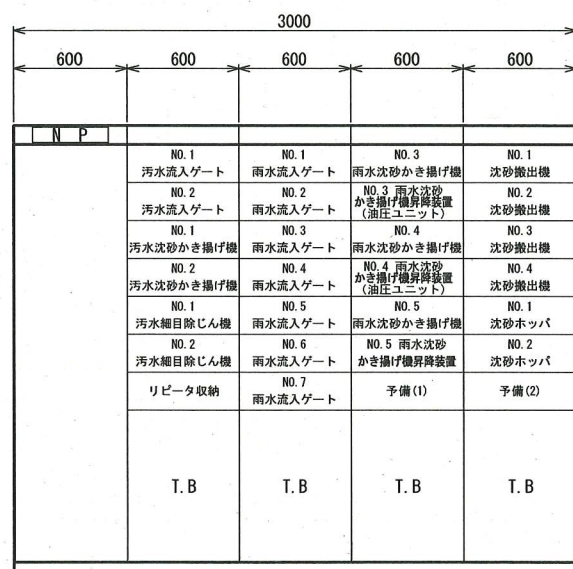 3000
600 600 600 600 600
N P
NO.1 NO.1 NO.3 NO.1
汚水流入ゲート 雨水流入ゲート 雨水沈砂かき揚げ機 沈砂搬出機
NO.2 NO.2 NO.3 雨水沈砂 NO.2
汚水流入ゲート 雨水流入ゲート かき揚げ機昇降装置 沈砂搬出機
(油圧ユニット)
NO.1 NO.3 NO.4 NO.3
汚水沈砂かき揚げ機 雨水流入ゲート 雨水沈砂かき揚げ機 沈砂搬出機
NO.2 NO.4 NO.4 雨水沈砂 NO.4
汚水沈砂かき揚げ機 雨水流入ゲート かき揚げ機昇降装置 沈砂搬出機
(油圧ユニット)
NO.1 NO.5 NO.5 NO.1
汚水細目除じん機 雨水流入ゲート 雨水沈砂かき揚げ機 沈砂ホッパ
NO.2 NO.6 NO.5 雨水沈砂 NO.2
汚水細目除じん機 雨水流入ゲート かき揚げ機昇降装置 沈砂ホッパ
リピータ収納 NO.7 予備(1) 予備(2)
雨水流入ゲート
T.B T.B T.B T.B